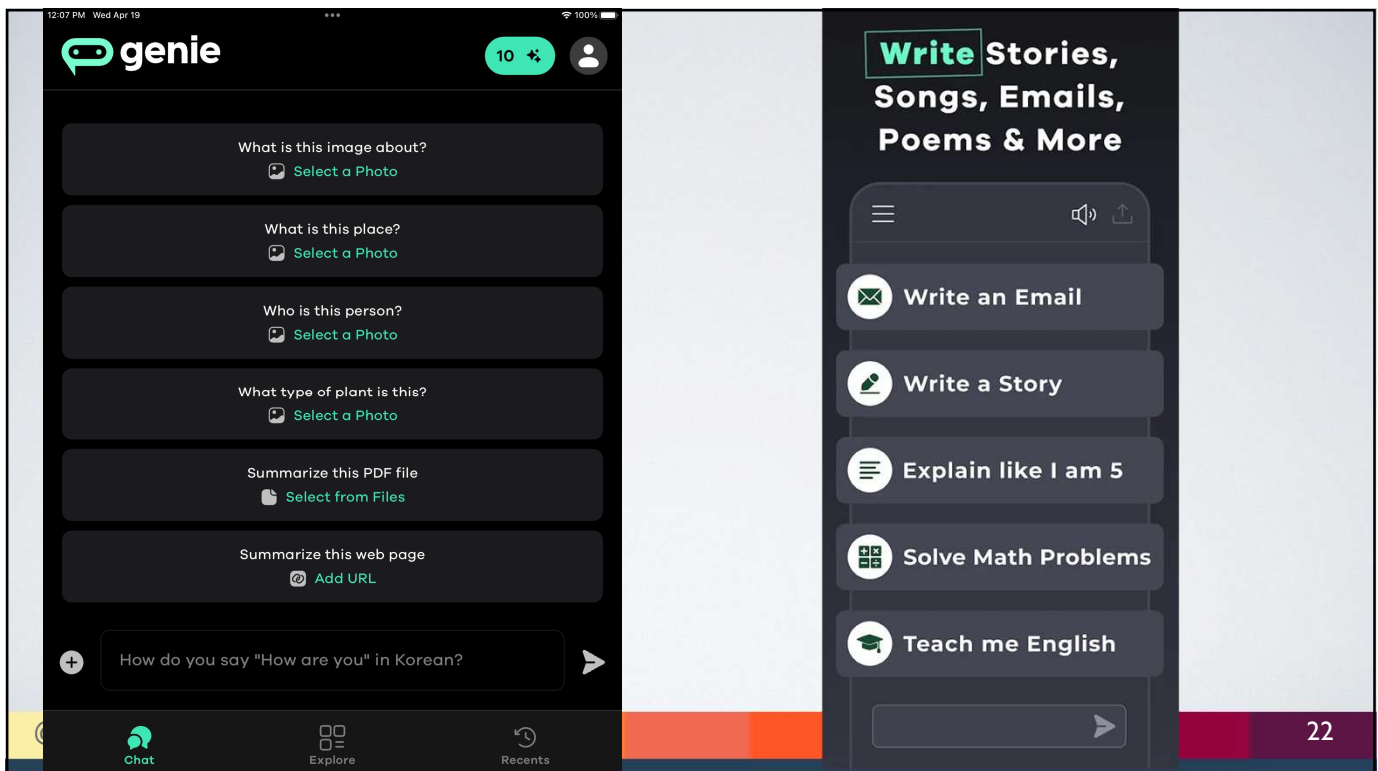 12:07 PM Wed Apr 19
100%
genie
10
What is this image about?
Select a Photo
What is this place?
Select a Photo
Who is this person?
Select a Photo
What type of plant is this?
Select a Photo
Summarize this PDF file
Select from Files
Summarize this web page
Add URL
How do you say "How are you" in Korean?
Chat
Explore
Recents
Write Stories,
Songs, Emails,
Poems & More
Write an Email
Write a Story
Explain like I am 5
Solve Math Problems
Teach me English
22